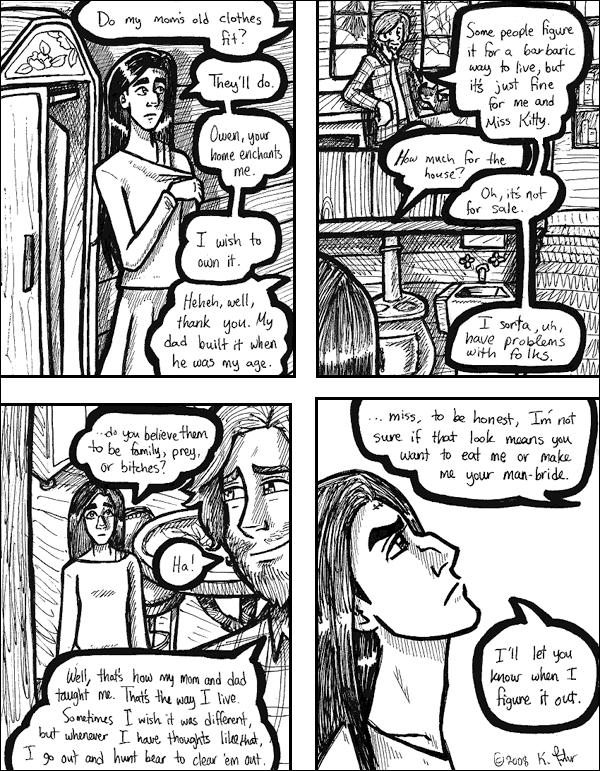 Do my mom's old clothes
fit?
They'll do.
Owen, your
home enchants
me.
I wish to
own it.
Heheh, well,
thank you. My
dad built it when
he was my age.
Some people figure
it for a barbaric
way to live, but
it's just fine
for me and
Miss Kitty.
How much for the
house?
Oh, it's not
for sale.
I sorta, uh,
have problems
with folks.
...do you believe them
to be family, prey,
or bitches?
Ha!
Well, that's how my mom and dad
taught me. That's the way I live.
Sometimes I wish it was different,
but whenever I have thoughts like that,
I go out and hunt bear to clear 'em out.
...miss, to be honest, I'm not
sure if that look means you
want to eat me or make
me your man-bride.
I'll let you
know when I
figure it out.
©2008 K.